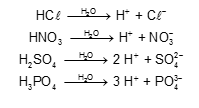 HCℓ —H₂O→ H⁺ + Cℓ⁻
HNO₃ —H₂O→ H⁺ + NO₃⁻
H₂SO₄ —H₂O→ 2 H⁺ + SO₄²⁻
H₃PO₄ —H₂O→ 3 H⁺ + PO₄³⁻